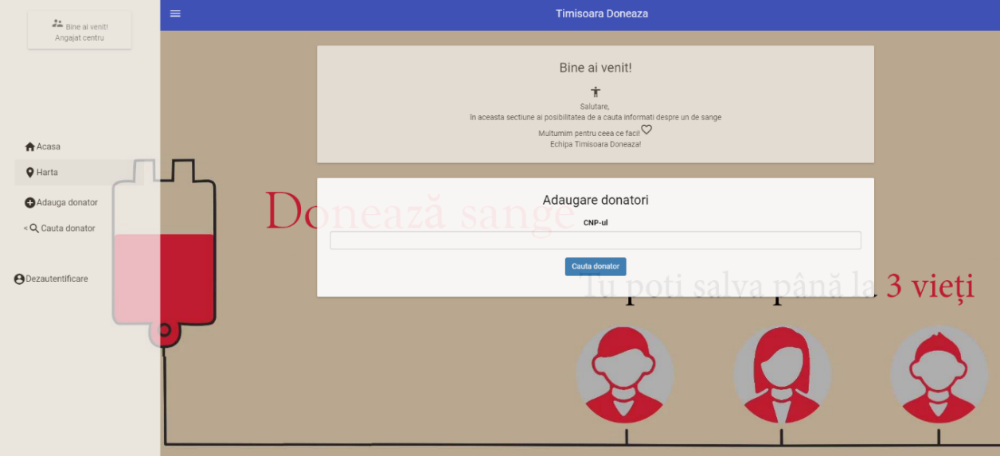 Bine ai venit!
Angajat centru
Acasa
Harta
Adauga donator
< Cauta donator
Dezautentificare
Timisoara Doneaza
Bine ai venit!
Salutare,
în aceasta sectiune ai posibilitatea de a cauta informati despre un de sange
Multumim pentru ceea ce faci!
Echipa Timisoara Doneaza!
Donează sange
Adaugare donatori
CNP-ul
Cauta donator
Tu poti salva până la 3 vieți